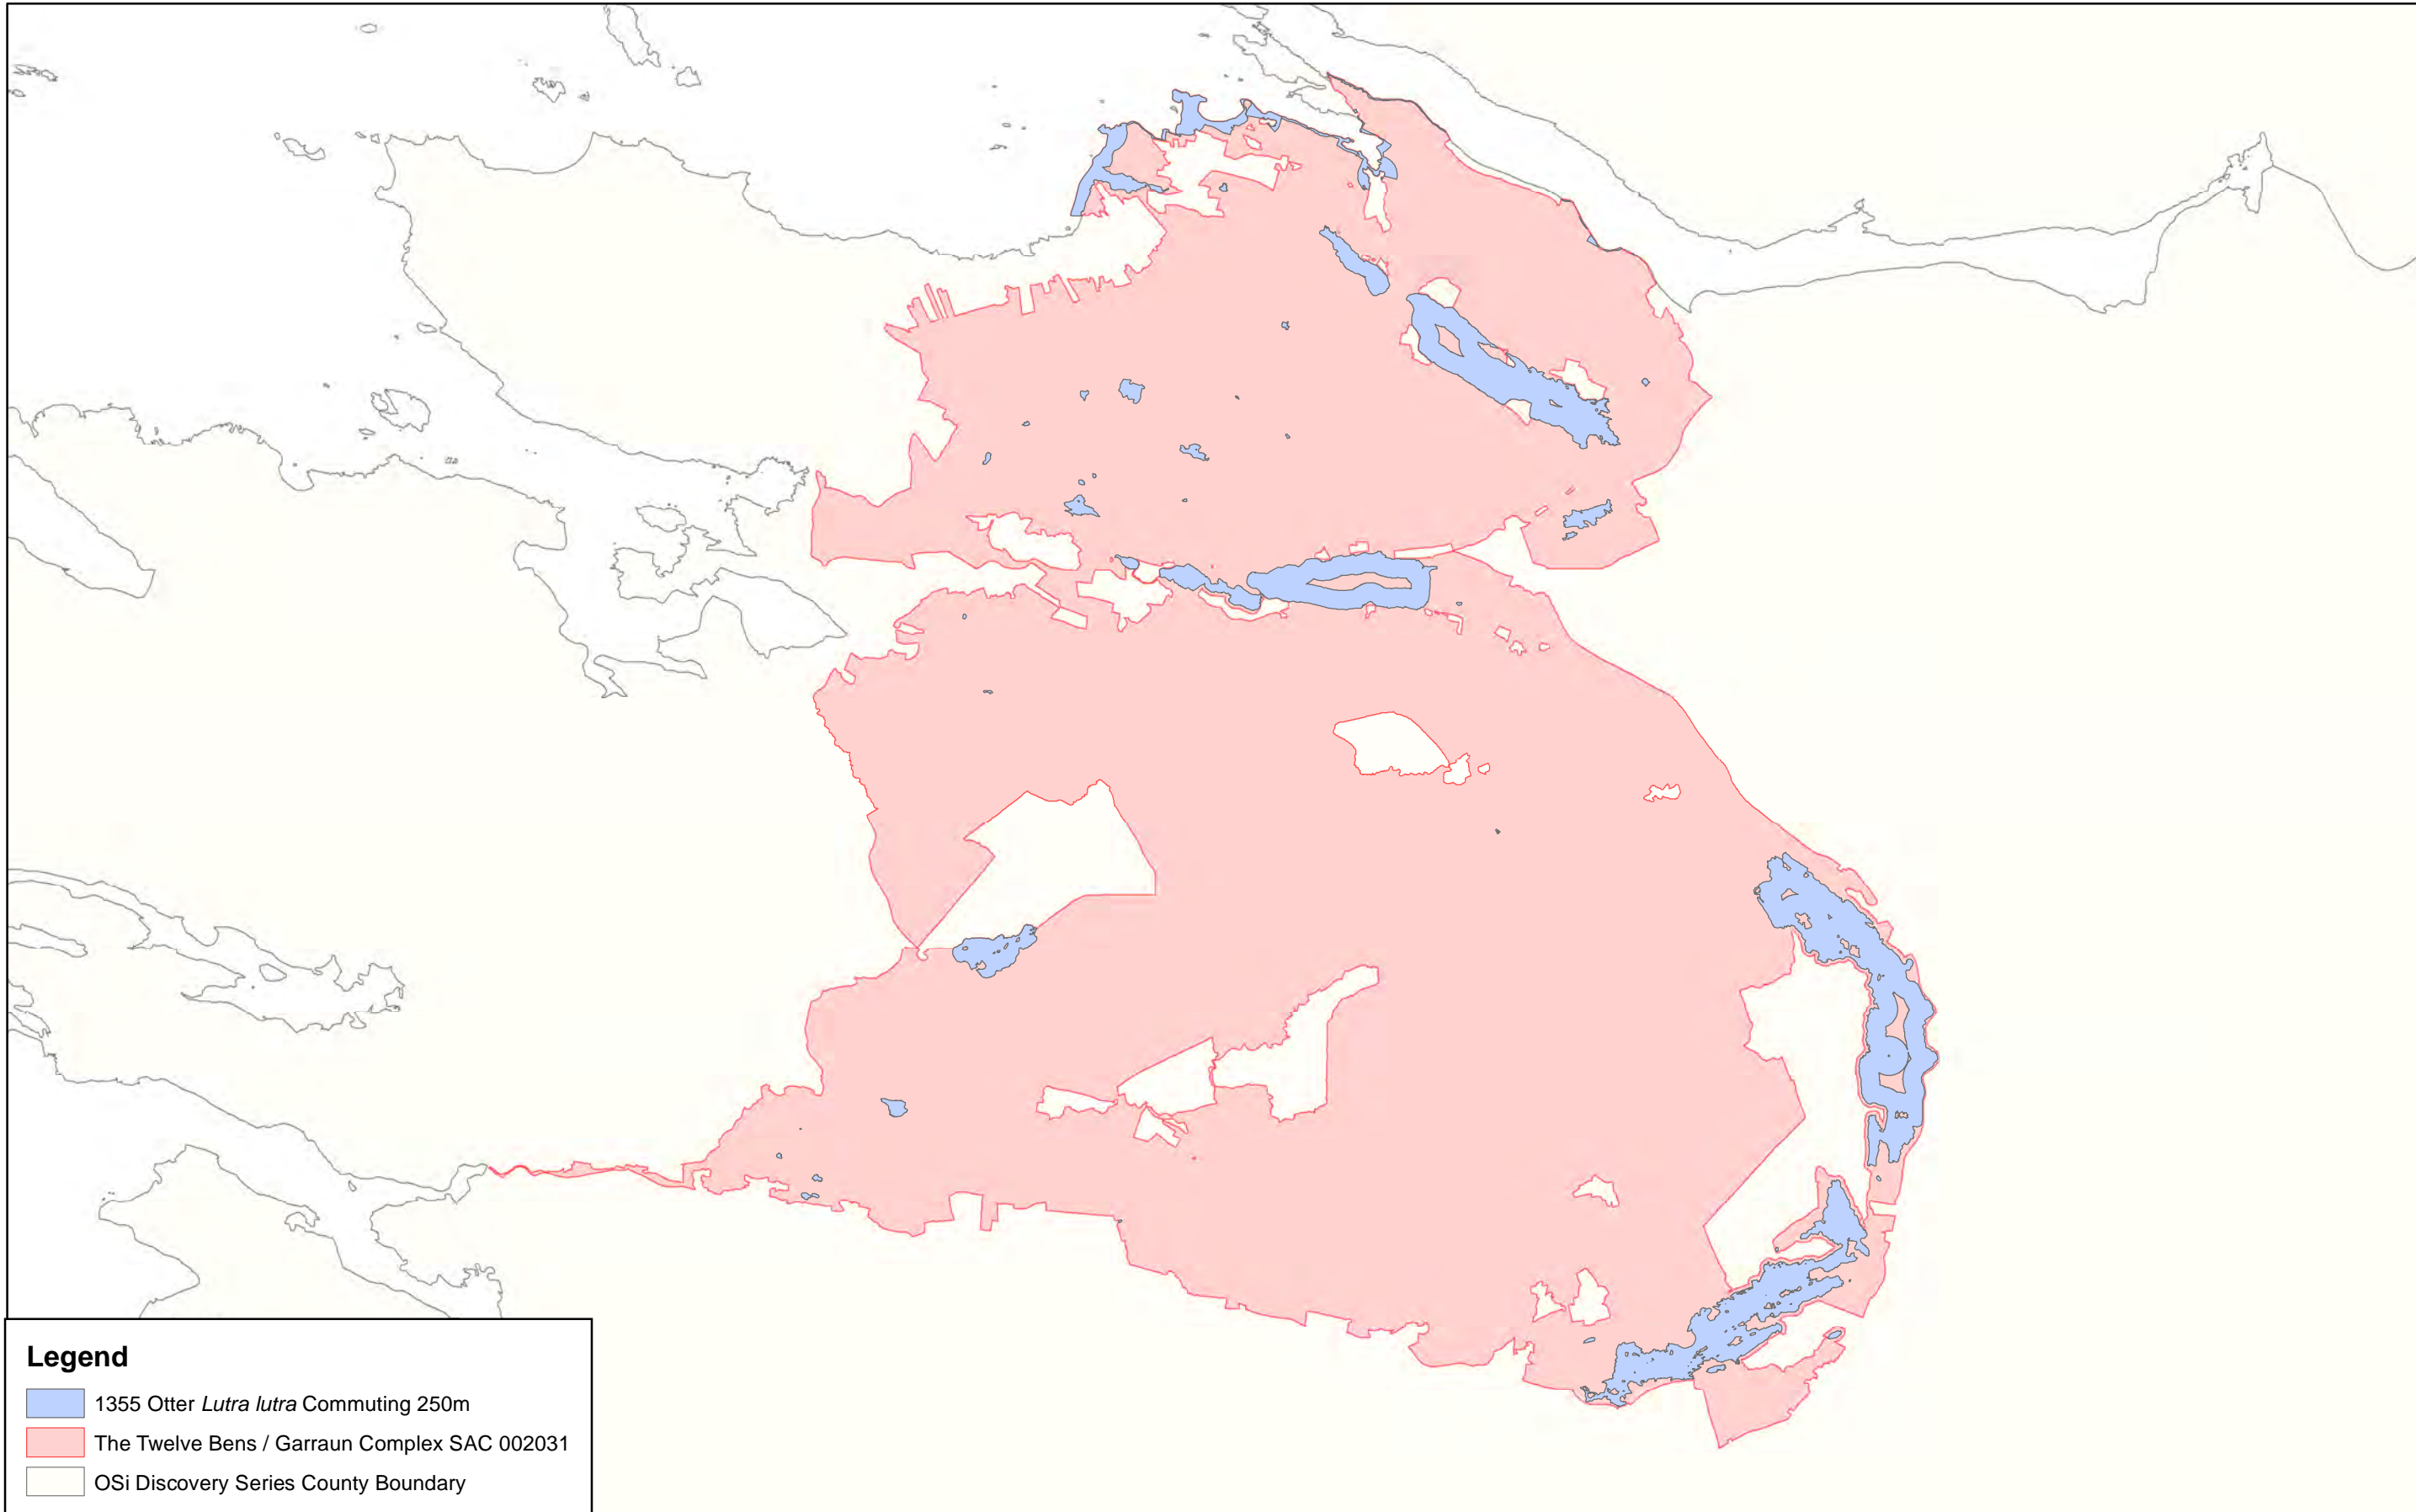 Legend
1355 Otter Lutra lutra Commuting 250m
The Twelve Bens / Garraun Complex SAC 002031
OSi Discovery Series County Boundary